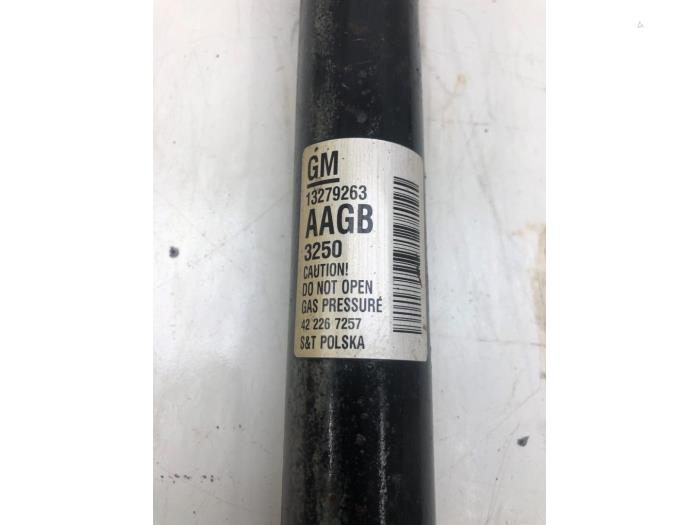 GM
13279263
AAGB
3250
CAUTION!
DO NOT OPEN
GAS PRESSURE
42 226 7257
S&T POLSKA